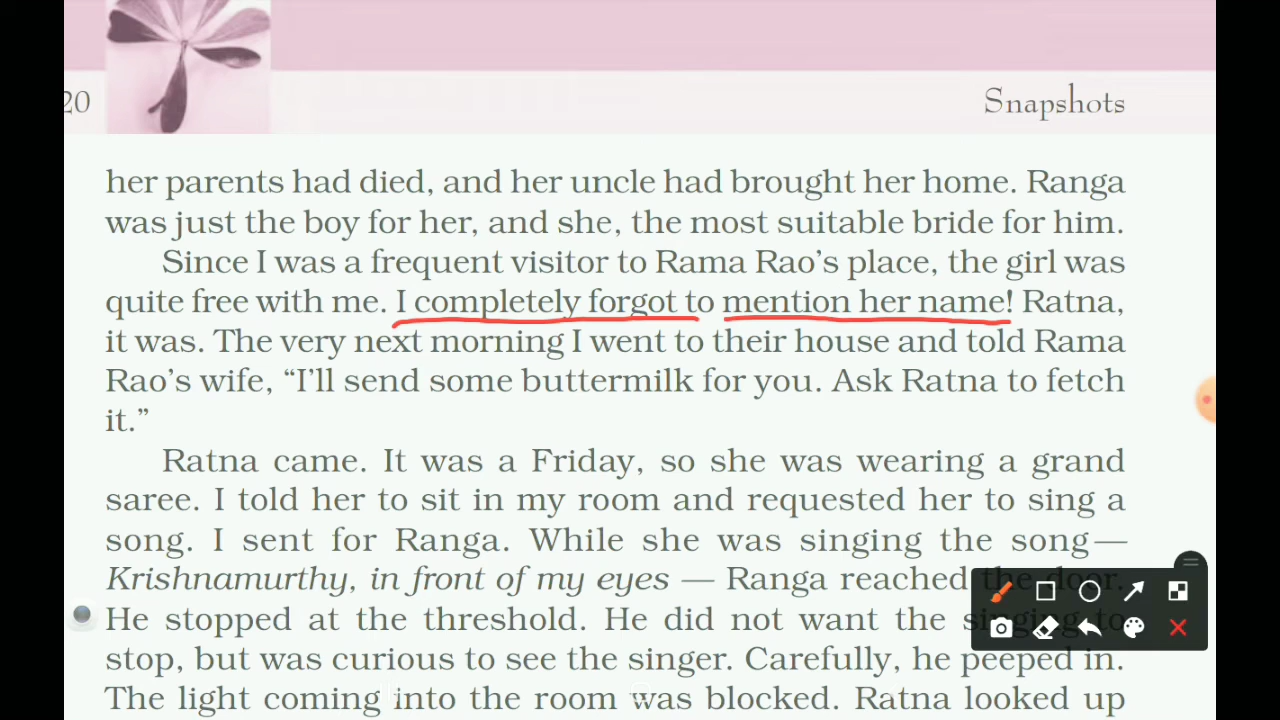 20
Snapshots
her parents had died, and her uncle had brought her home. Ranga
was just the boy for her, and she, the most suitable bride for him.
Since I was a frequent visitor to Rama Rao's place, the girl was
quite free with me. I completely forgot to mention her name! Ratna,
it was. The very next morning I went to their house and told Rama
Rao's wife, “I'll send some buttermilk for you. Ask Ratna to fetch
it.”
Ratna came. It was a Friday, so she was wearing a grand
saree. I told her to sit in my room and requested her to sing a
song. I sent for Ranga. While she was singing the song—
Krishnamurthy, in front of my eyes — Ranga reached the door.
He stopped at the threshold. He did not want the singing to
stop, but was curious to see the singer. Carefully, he peeped in.
The light coming into the room was blocked. Ratna looked up